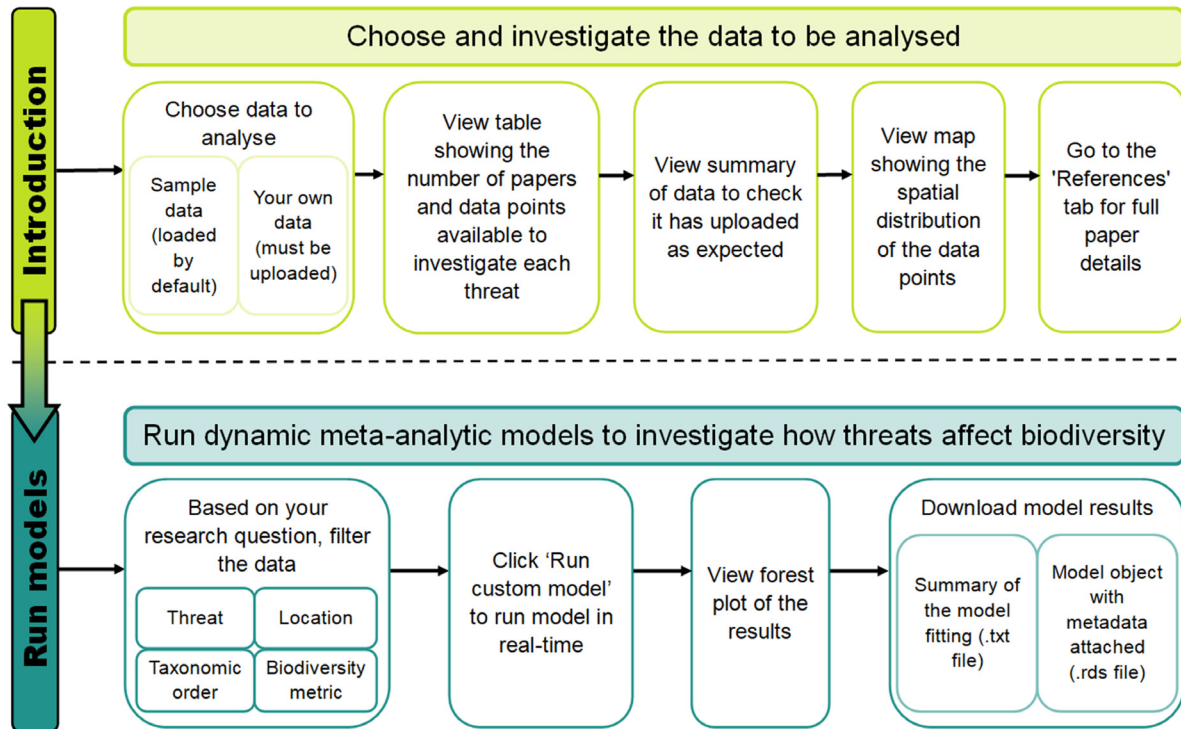 Introduction
Choose and investigate the data to be analysed
Choose data to
analyse
Sample
data
(loaded
by
default)
Your own
data
(must be
uploaded)
View table
showing the
number of papers
and data points
available to
investigate each
threat
View summary
of data to check
it has uploaded
as expected
View map
showing the
spatial
distribution
of the data
points
Go to the
'References'
tab for full
paper
details
Run models
Run dynamic meta-analytic models to investigate how threats affect biodiversity
Based on your
research question, filter
the data
Threat
Location
Taxonomic
order
Biodiversity
metric
Click ‘Run
custom model’
to run model in
real-time
View forest
plot of the
results
Download model results
Summary of
the model
fitting (.txt
file)
Model object
with
metadata
attached
(.rds file)